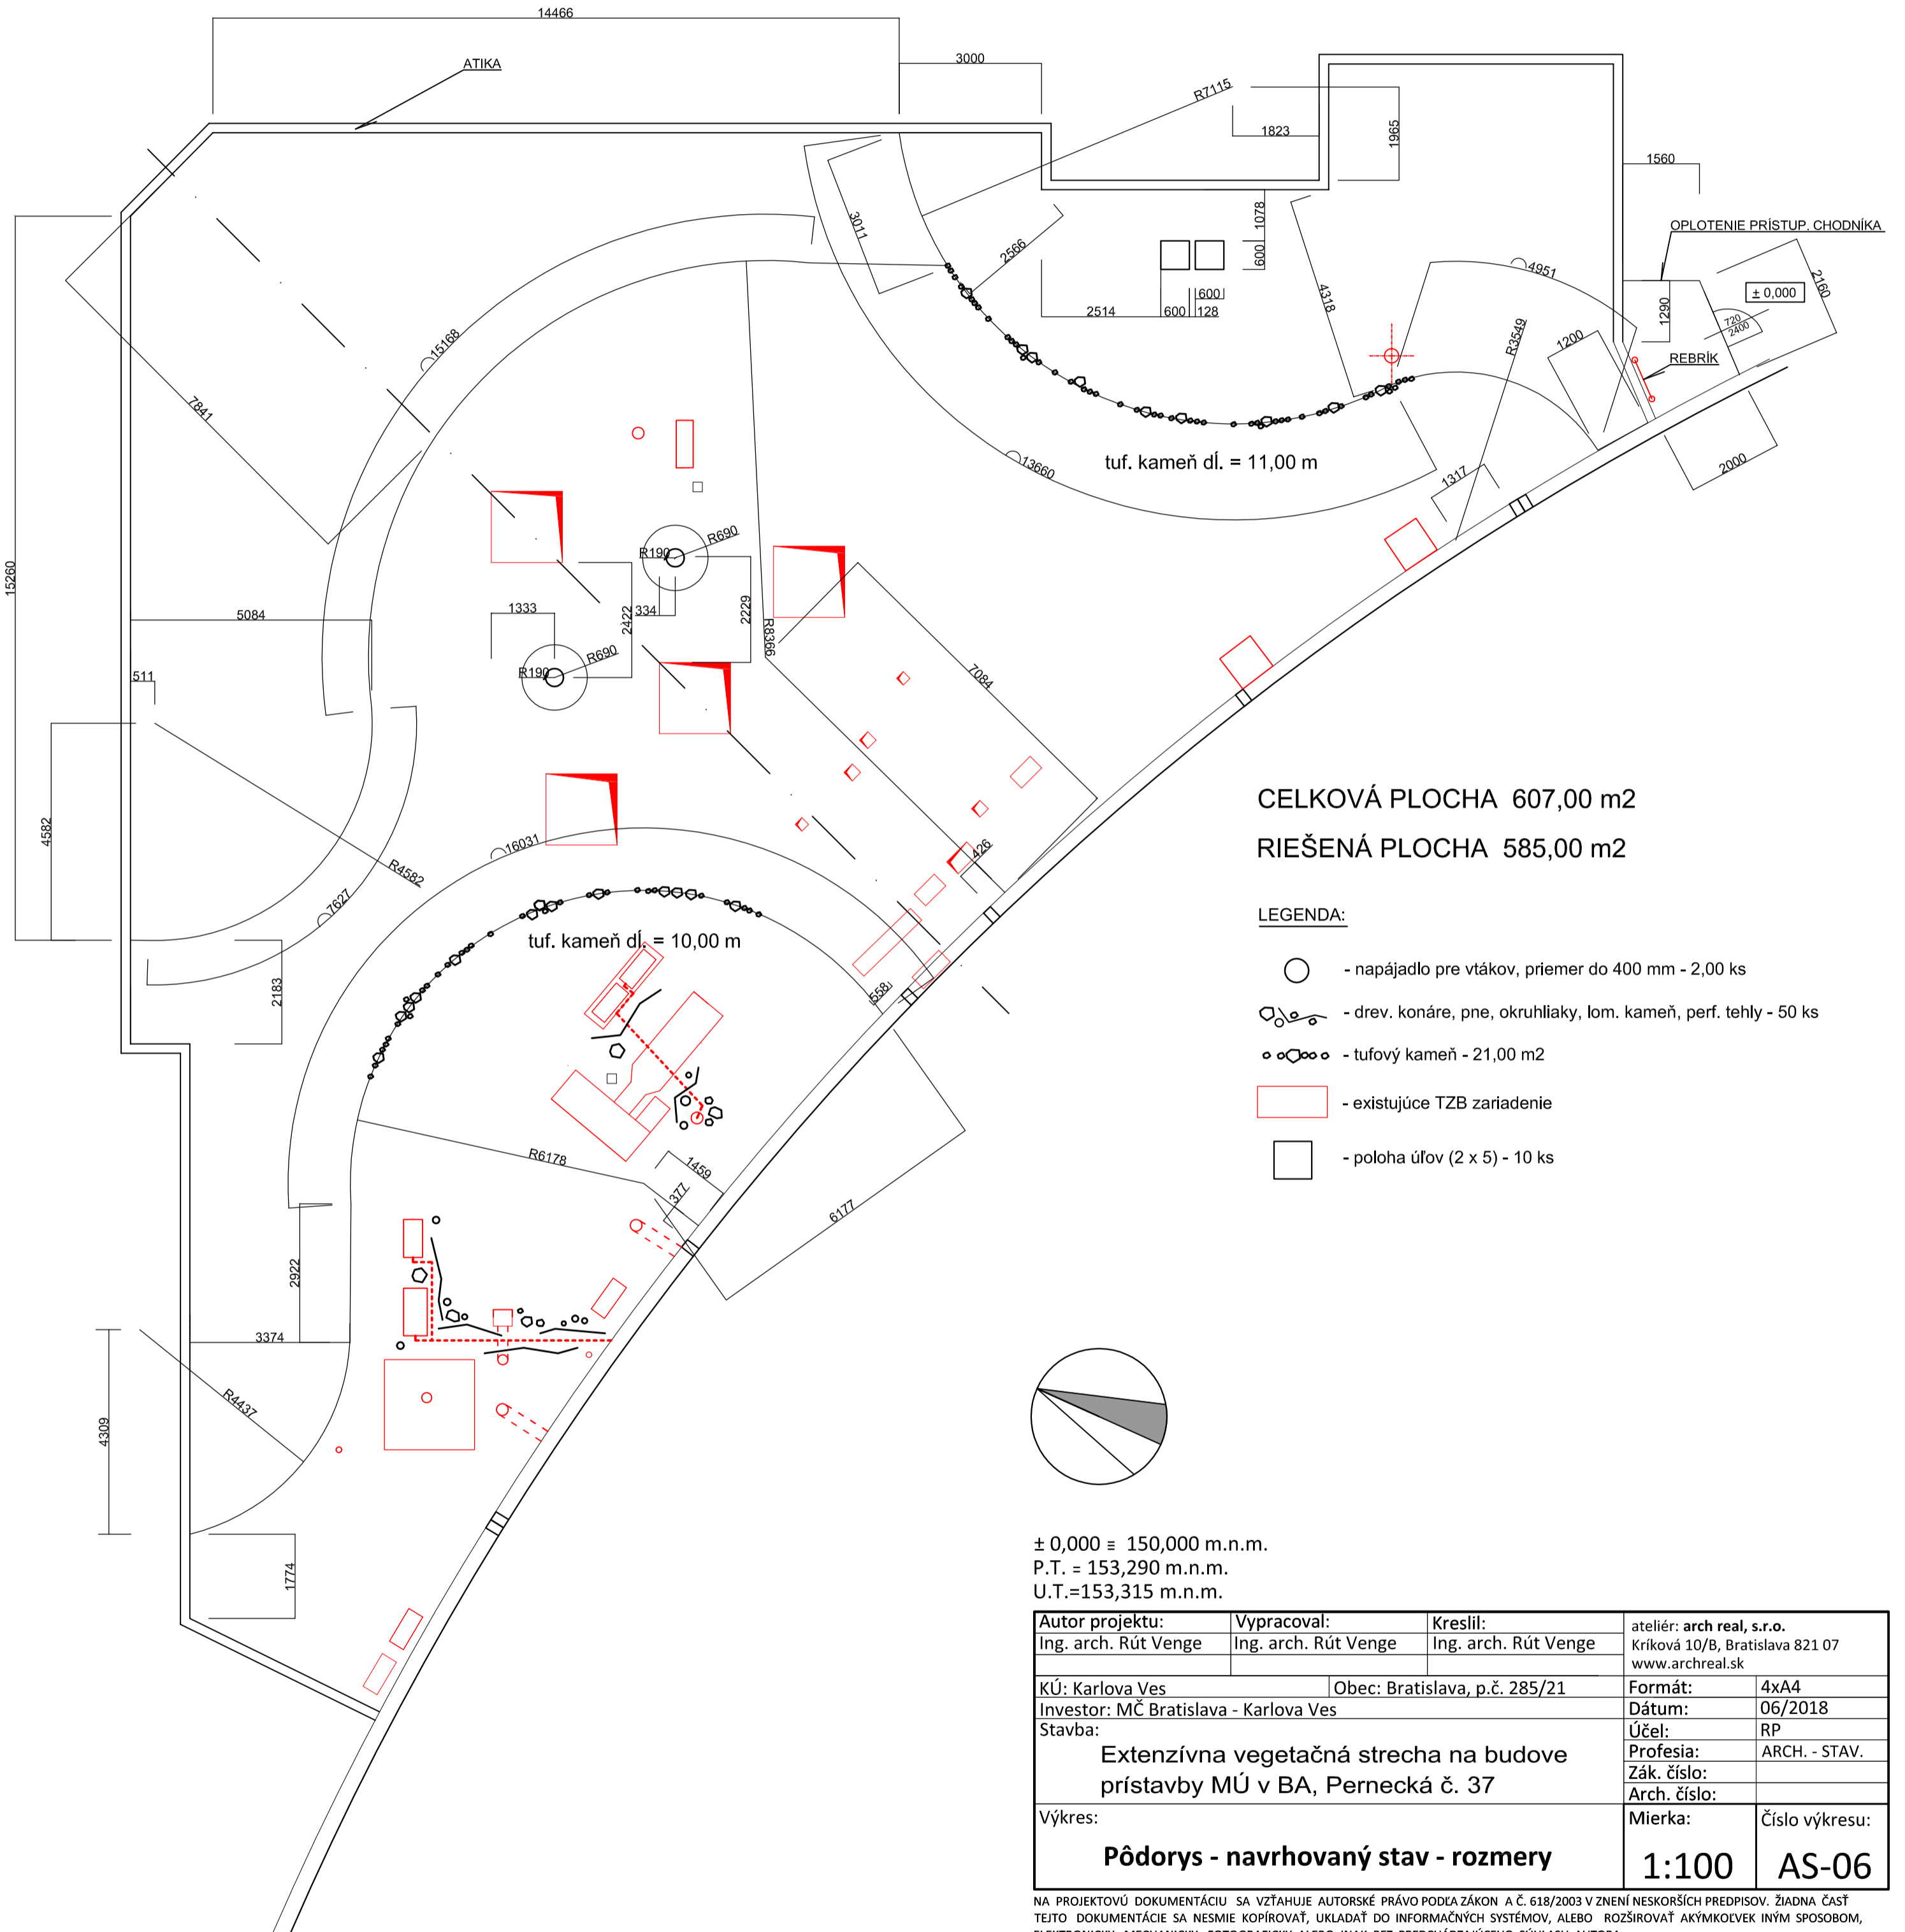 14466
ATIKA
3000
R7115
1823
1965
1560
OPLOTENIE PRÍSTUP. CHODNÍKA
3011
2566
1078
600
4951
2160
± 0,000
600
2514
600
128
4318
1290
720
2400
R3549
1200
REBRÍK
15168
7841
13660
tuf. kameň dĺ. = 11,00 m
1317
2000
15260
R690
R190
1333
2422
334
2229
R8366
5084
R690
R190
511
7084
4582
CELKOVÁ PLOCHA 607,00 m2
RIEŠENÁ PLOCHA 585,00 m2
16031
R4582
426
7627
LEGENDA:
tuf. kameň dĺ. = 10,00 m
- napájadlo pre vtákov, priemer do 400 mm - 2,00 ks
2183
558
- drev. konáre, pne, okruhliaky, lom. kameň, perf. tehly - 50 ks
- tufový kameň - 21,00 m2
- existujúce TZB zariadenie
- poloha úľov (2 x 5) - 10 ks
R6178
1459
377
6177
2922
3374
R4437
4309
1774
± 0,000 ≡ 150,000 m.n.m.
P.T. = 153,290 m.n.m.
U.T.=153,315 m.n.m.
Autor projektu: Vypracoval: Kreslil:
Ing. arch. Rút Venge Ing. arch. Rút Venge Ing. arch. Rút Venge
ateliér: arch real, s.r.o.
Kríková 10/B, Bratislava 821 07
www.archreal.sk
KÚ: Karlova Ves Obec: Bratislava, p.č. 285/21
Formát: 4xA4
Investor: MČ Bratislava - Karlova Ves
Dátum: 06/2018
Stavba:
Účel: RP
Extenzívna vegetačná strecha na budove
prístavby MÚ v BA, Pernecká č. 37
Profesia: ARCH. - STAV.
Zák. číslo:
Arch. číslo:
Výkres:
Mierka: Číslo výkresu:
Pôdorys - navrhovaný stav - rozmery
1:100 AS-06
NA PROJEKTOVÚ DOKUMENTÁCIU SA VZŤAHUJE AUTORSKÉ PRÁVO PODĽA ZÁKON A Č. 618/2003 V ZNENÍ NESKORŠÍCH PREDPISOV. ŽIADNA ČASŤ
TEJTO DOKUMENTÁCIE SA NESMIE KOPÍROVAŤ, UKLADAŤ DO INFORMAČNÝCH SYSTÉMOV, ALEBO ROZŠIROVAŤ AKÝMKOĽVEK INÝM SPOSOBOM,